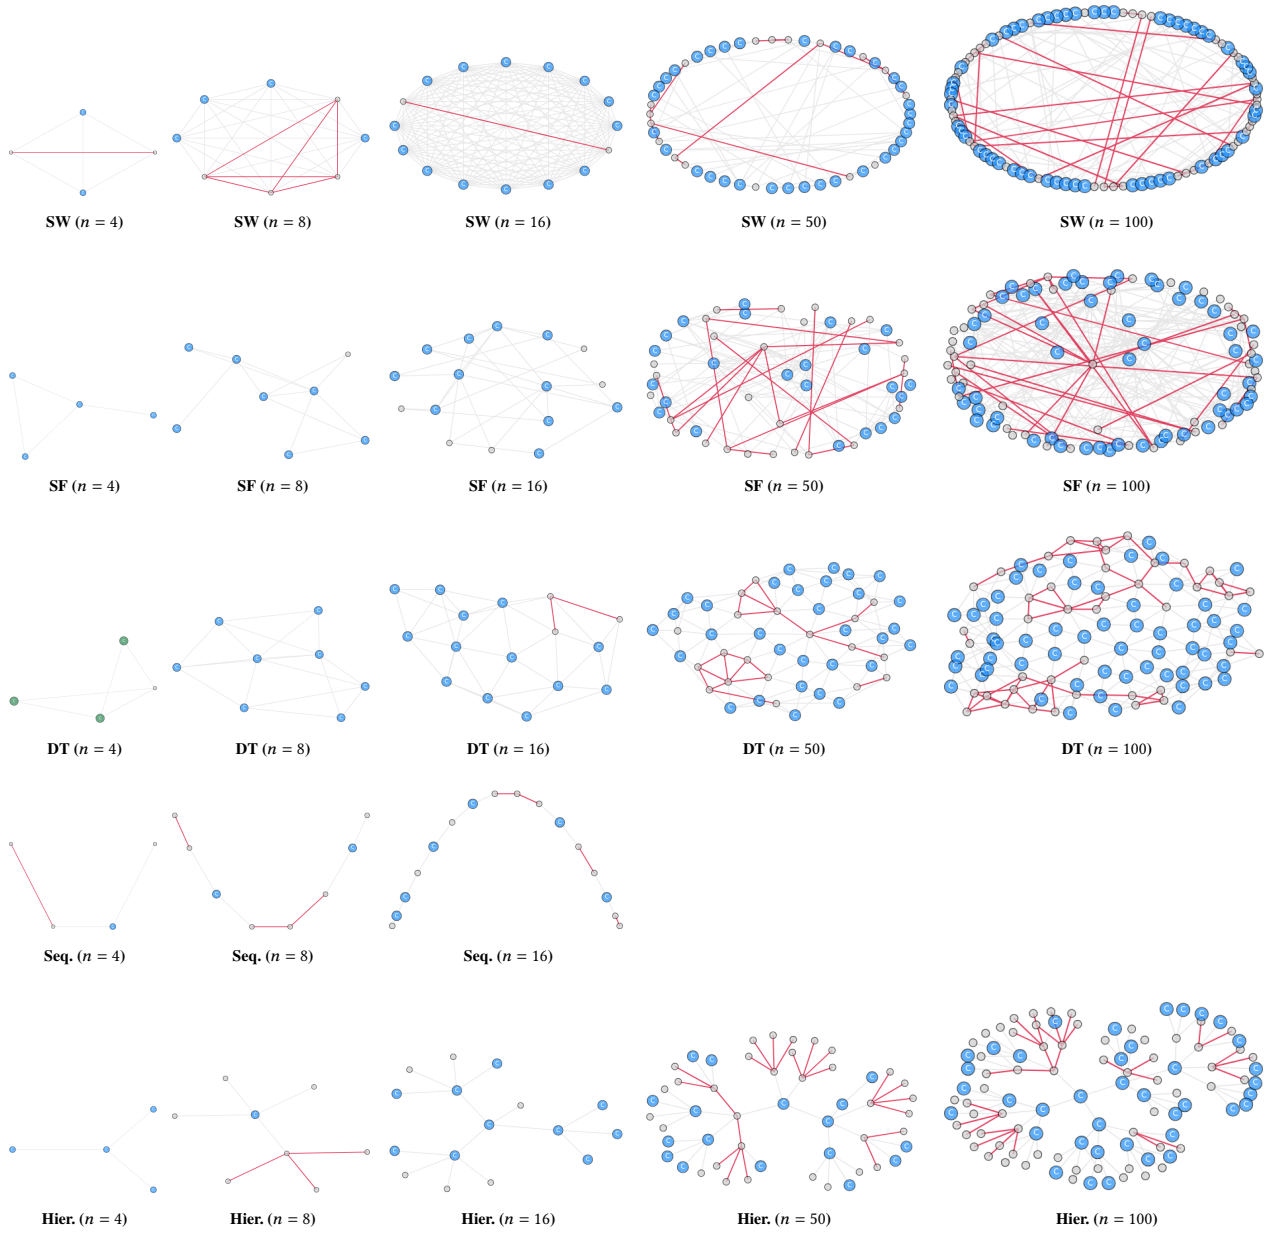 SW (n = 4) SW (n = 8) SW (n = 16) SW (n = 50) SW (n = 100)
SF (n = 4) SF (n = 8) SF (n = 16) SF (n = 50) SF (n = 100)
DT (n = 4) DT (n = 8) DT (n = 16) DT (n = 50) DT (n = 100)
Seq. (n = 4) Seq. (n = 8) Seq. (n = 16)
Hier. (n = 4) Hier. (n = 8) Hier. (n = 16) Hier. (n = 50) Hier. (n = 100)